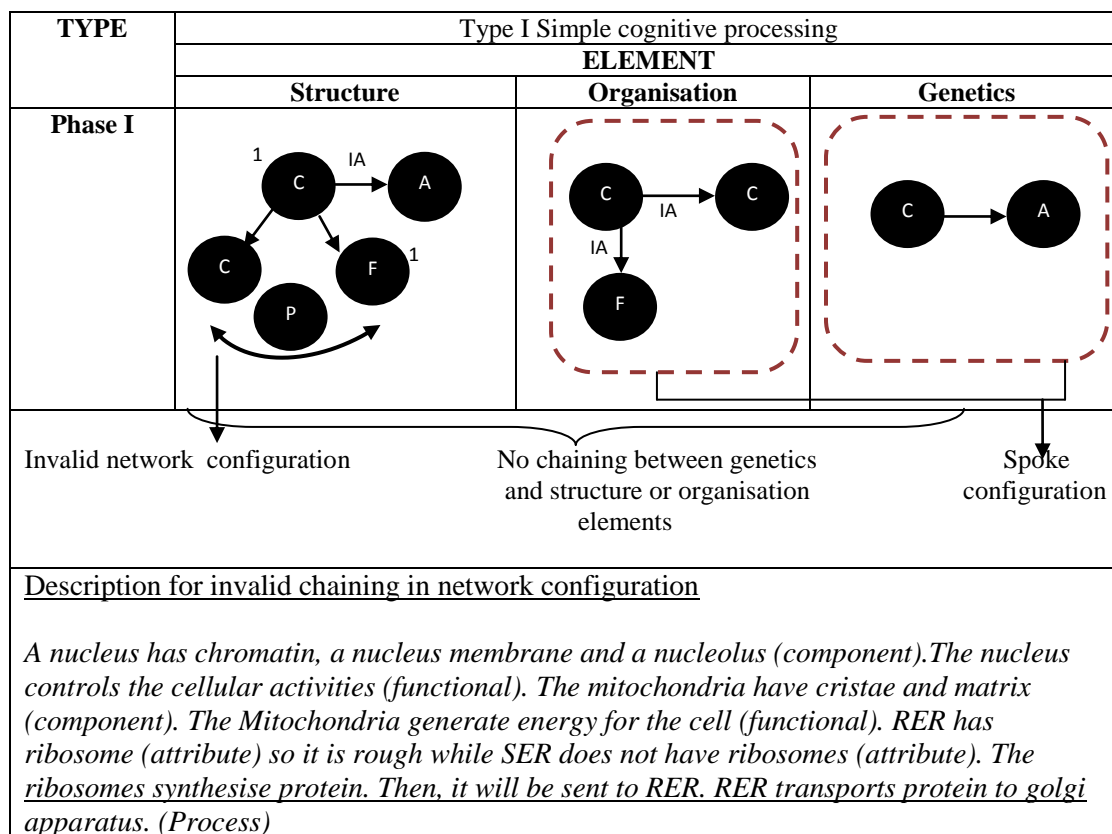 TYPE
Type I Simple cognitive processing
ELEMENT
Structure
Organisation
Genetics
Phase I
1
C
IA
A
C
F
1
P
C
IA
C
IA
F
C
A
Invalid network configuration
No chaining between genetics
and structure or organisation
elements
Spoke
configuration
Description for invalid chaining in network configuration
A nucleus has chromatin, a nucleus membrane and a nucleolus (component).The nucleus
controls the cellular activities (functional). The mitochondria have cristae and matrix
(component). The Mitochondria generate energy for the cell (functional). RER has
ribosome (attribute) so it is rough while SER does not have ribosomes (attribute). The
ribosomes synthesise protein. Then, it will be sent to RER. RER transports protein to golgi
apparatus. (Process)